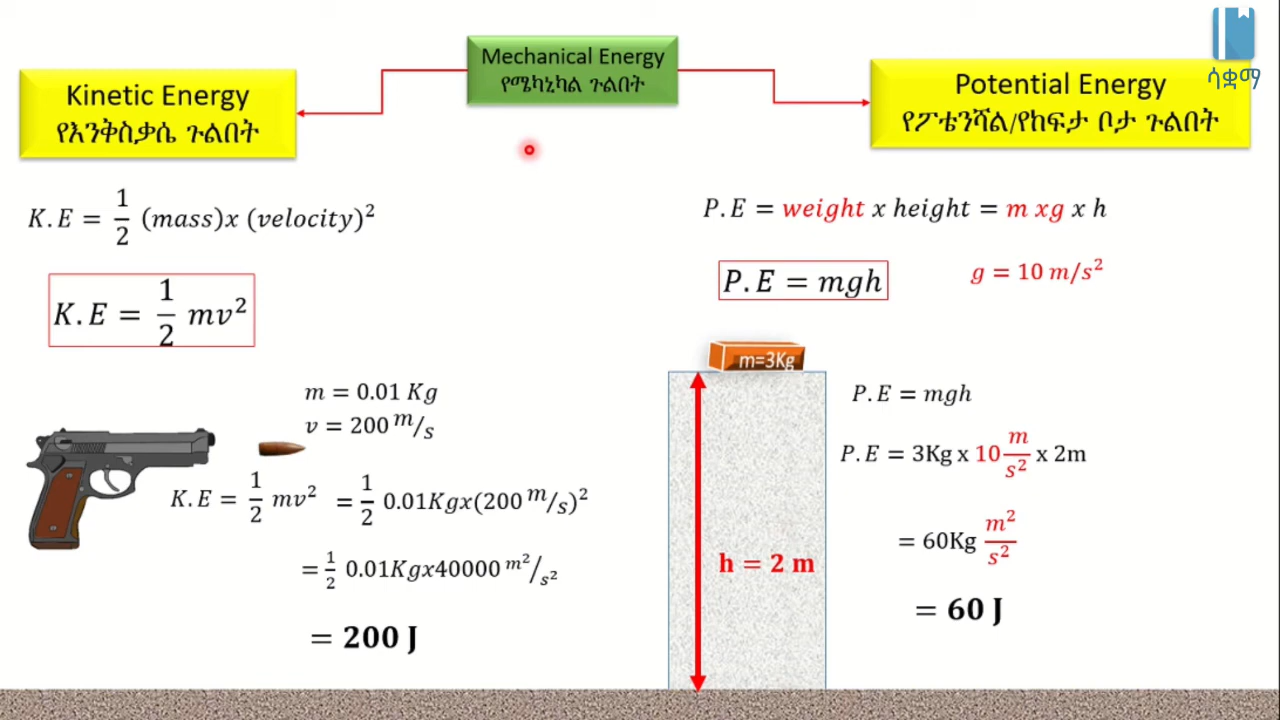 Mechanical Energy
የሜካኒካል ጉልበት
ሳቋማ
Kinetic Energy
የእንቅስቃሴ ጉልበት
Potential Energy
የፖቴንሻል/የከፍታ ቦታ ጉልበት
K.E = 1/2 (mass)x (velocity)²
K.E = 1/2 mv²
m = 0.01 Kg
v = 200 m/s
K.E = 1/2 mv² = 1/2 0.01Kgx(200 m/s)²
= 1/2 0.01Kgx40000 m²/s²
= 200 J
P.E = weight x height = m xg x h
P.E = mgh
g = 10 m/s²
m=3Kg
h = 2 m
P.E = mgh
P.E = 3Kg x 10 m/s² x 2m
= 60Kg m²/s²
= 60 J